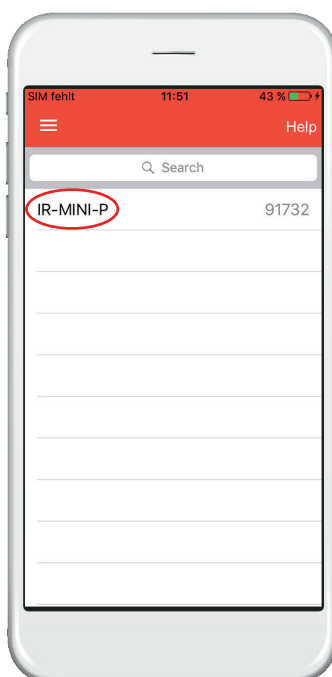 SIM fehlt 11:51 43 %
Help
Search
IR-MINI-P 91732